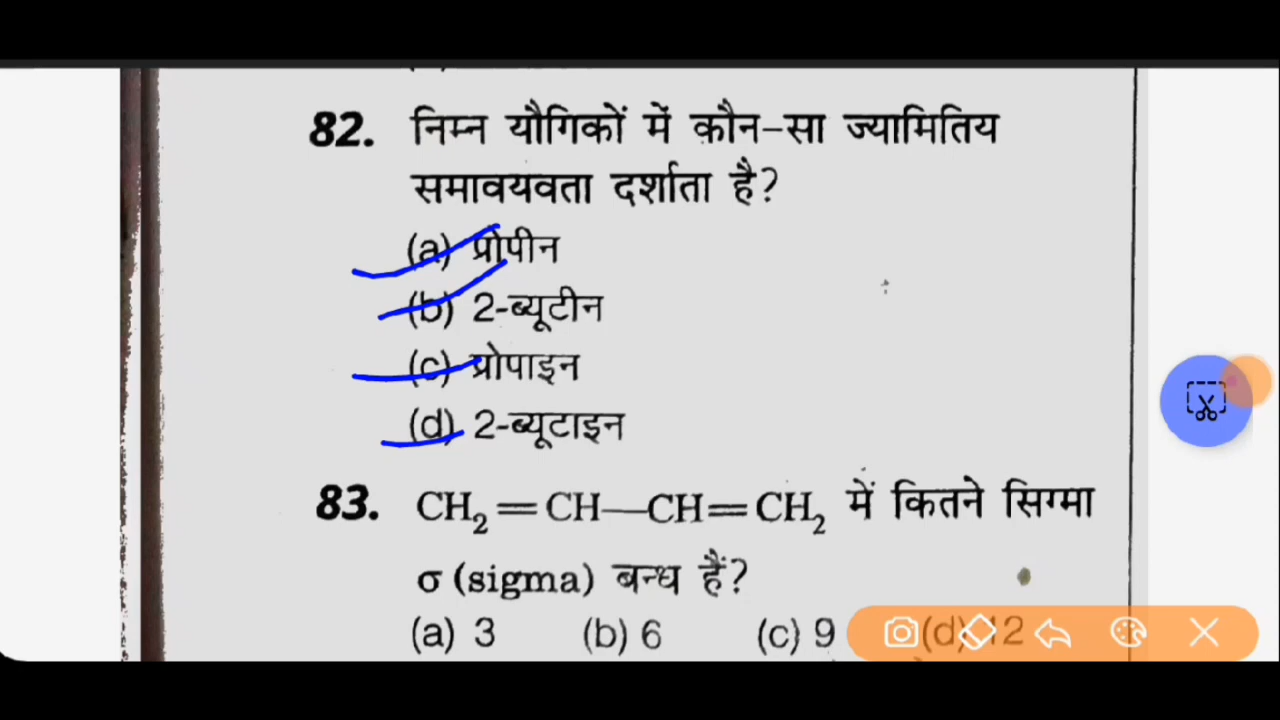 82. निम्न यौगिकों में कौन-सा ज्यामितिय
समावयवता दर्शाता है?
(a) प्रोपीन
(b) 2-ब्यूटीन
(c) प्रोपाइन
(d) 2-ब्यूटाइन
83. CH₂=CH—CH=CH₂ में कितने सिग्मा
σ (sigma) बन्ध हैं?
(a) 3 (b) 6 (c) 9 (d) 12